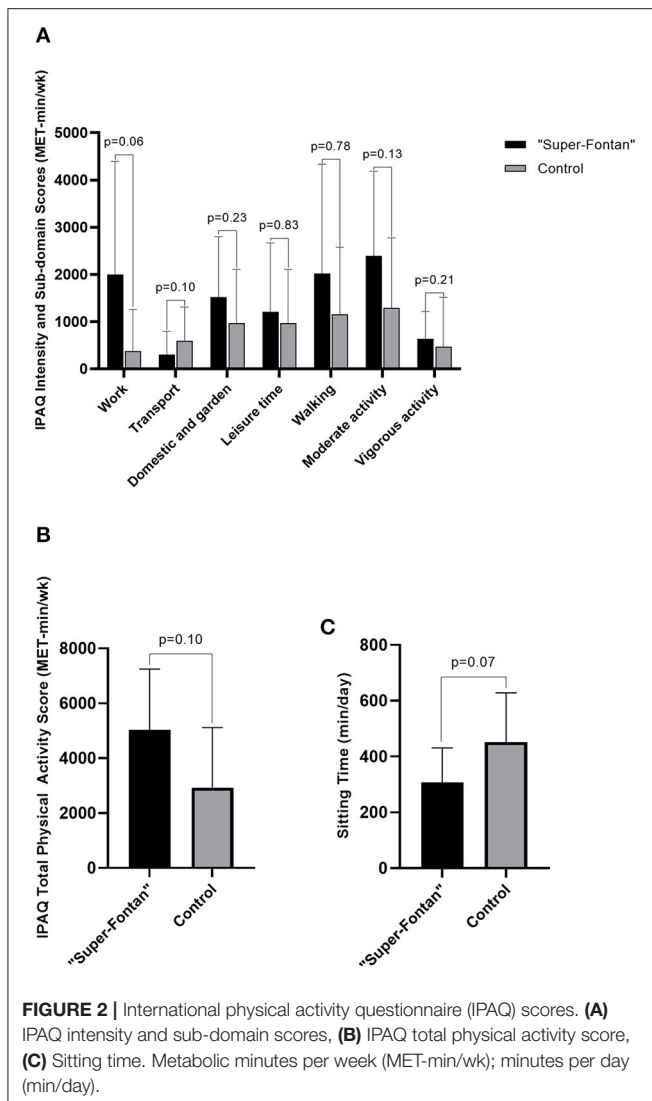 A
IPAQ Intensity and Sub-domain Scores (MET-min/wk)
5000
4000
3000
2000
1000
0
p=0.06
p=0.10
p=0.23
p=0.83
p=0.78
p=0.13
p=0.21
"Super-Fontan"
Control
Work
Transport
Domestic and garden
Leisure time
Walking
Moderate activity
Vigorous activity
B
IPAQ Total Physical Activity Score (MET-min/wk)
8000
6000
4000
2000
0
p=0.10
"Super-Fontan"
Control
C
Sitting Time (min/day)
800
600
400
200
0
p=0.07
"Super-Fontan"
Control
FIGURE 2 | International physical activity questionnaire (IPAQ) scores. (A)
IPAQ intensity and sub-domain scores, (B) IPAQ total physical activity score,
(C) Sitting time. Metabolic minutes per week (MET-min/wk); minutes per day
(min/day).